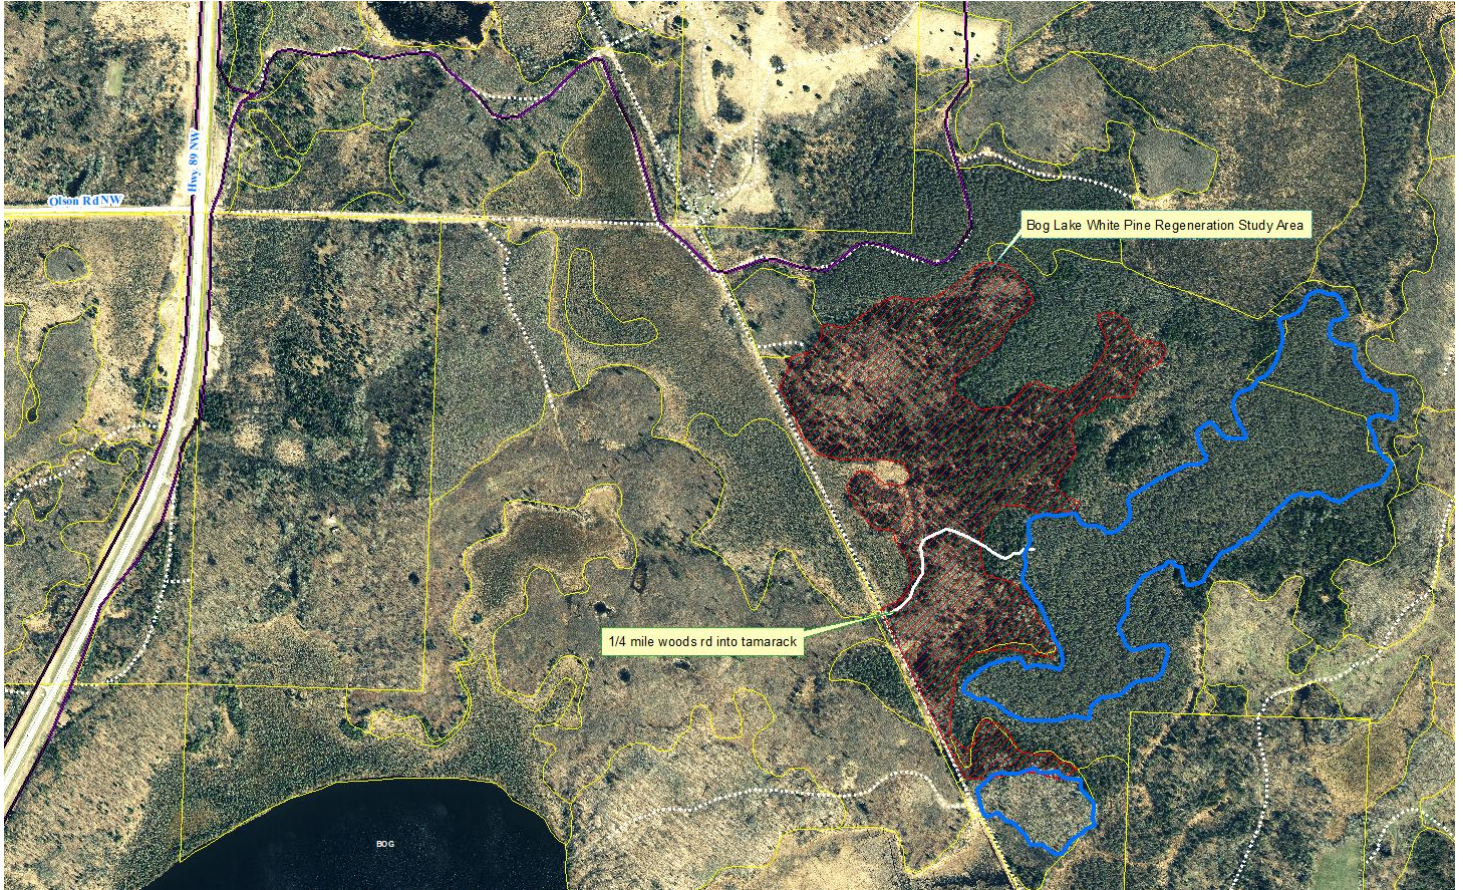 Hwy 89 NW
Olson Rd NW
Bog Lake White Pine Regeneration Study Area
1/4 mile woods rd into tamarack
BOG